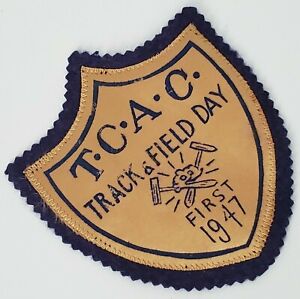 T·C·A·C·
TRACK & FIELD DAY
FIRST
1947